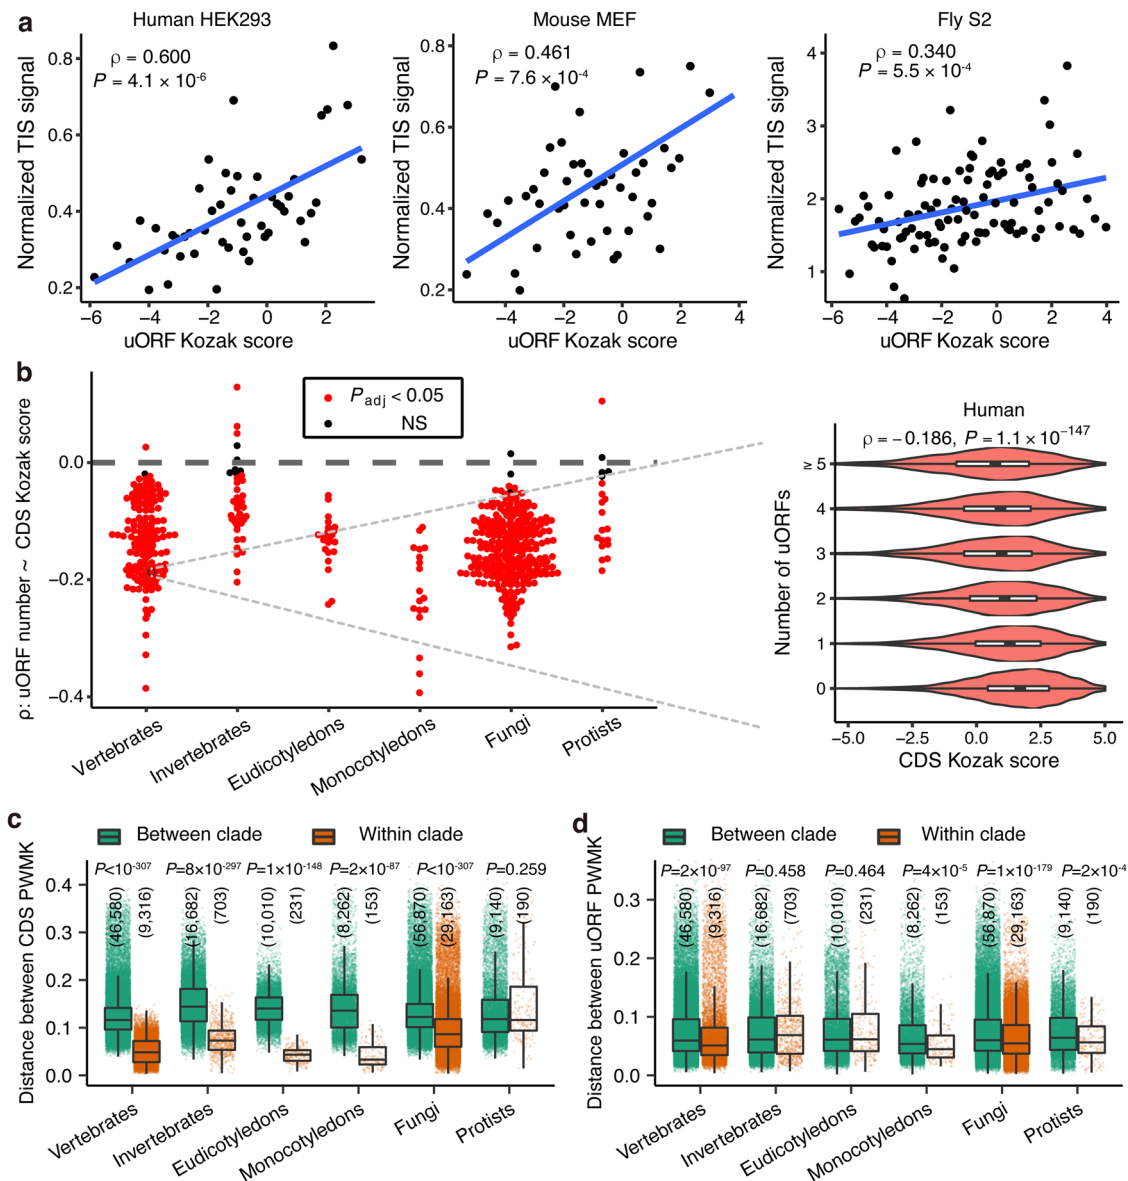 a
Human HEK293
Mouse MEF
Fly S2
ρ = 0.600
P = 4.1 × 10⁻⁶
Normalized TIS signal
0.8
0.6
0.4
0.2
−6 −4 −2 0 2
uORF Kozak score
ρ = 0.461
P = 7.6 × 10⁻⁴
Normalized TIS signal
0.8
0.6
0.4
0.2
−4 −2 0 2 4
uORF Kozak score
ρ = 0.340
P = 5.5 × 10⁻⁴
Normalized TIS signal
4
3
2
1
−6 −4 −2 0 2 4
uORF Kozak score
b
ρ: uORF number ~ CDS Kozak score
0.0
−0.2
−0.4
P adj < 0.05
NS
Vertebrates
Invertebrates
Eudicotyledons
Monocotyledons
Fungi
Protists
Human
ρ = −0.186, P = 1.1 × 10⁻¹⁴⁷
Number of uORFs
≥5
4
3
2
1
0
−5.0 −2.5 0.0 2.5 5.0
CDS Kozak score
c
Between clade
Within clade
Distance between CDS PWMK
P<10⁻³⁰⁷ P=8×10⁻²⁹⁷ P=1×10⁻¹⁴⁸ P=2×10⁻⁸⁷ P<10⁻³⁰⁷ P=0.259
(46,580) (9,316) (16,682) (703) (10,010) (231) (8,262) (153) (56,870) (29,163) (9,140) (190)
0.4
0.3
0.2
0.1
0.0
Vertebrates
Invertebrates
Eudicotyledons
Monocotyledons
Fungi
Protists
d
Between clade
Within clade
Distance between uORF PWMK
P=2×10⁻⁹⁷ P=0.458 P=0.464 P=4×10⁻⁵ P=1×10⁻¹⁷⁹ P=2×10⁻⁴
(46,580) (9,316) (16,682) (703) (10,010) (231) (8,262) (153) (56,870) (29,163) (9,140) (190)
0.3
0.2
0.1
0.0
Vertebrates
Invertebrates
Eudicotyledons
Monocotyledons
Fungi
Protists